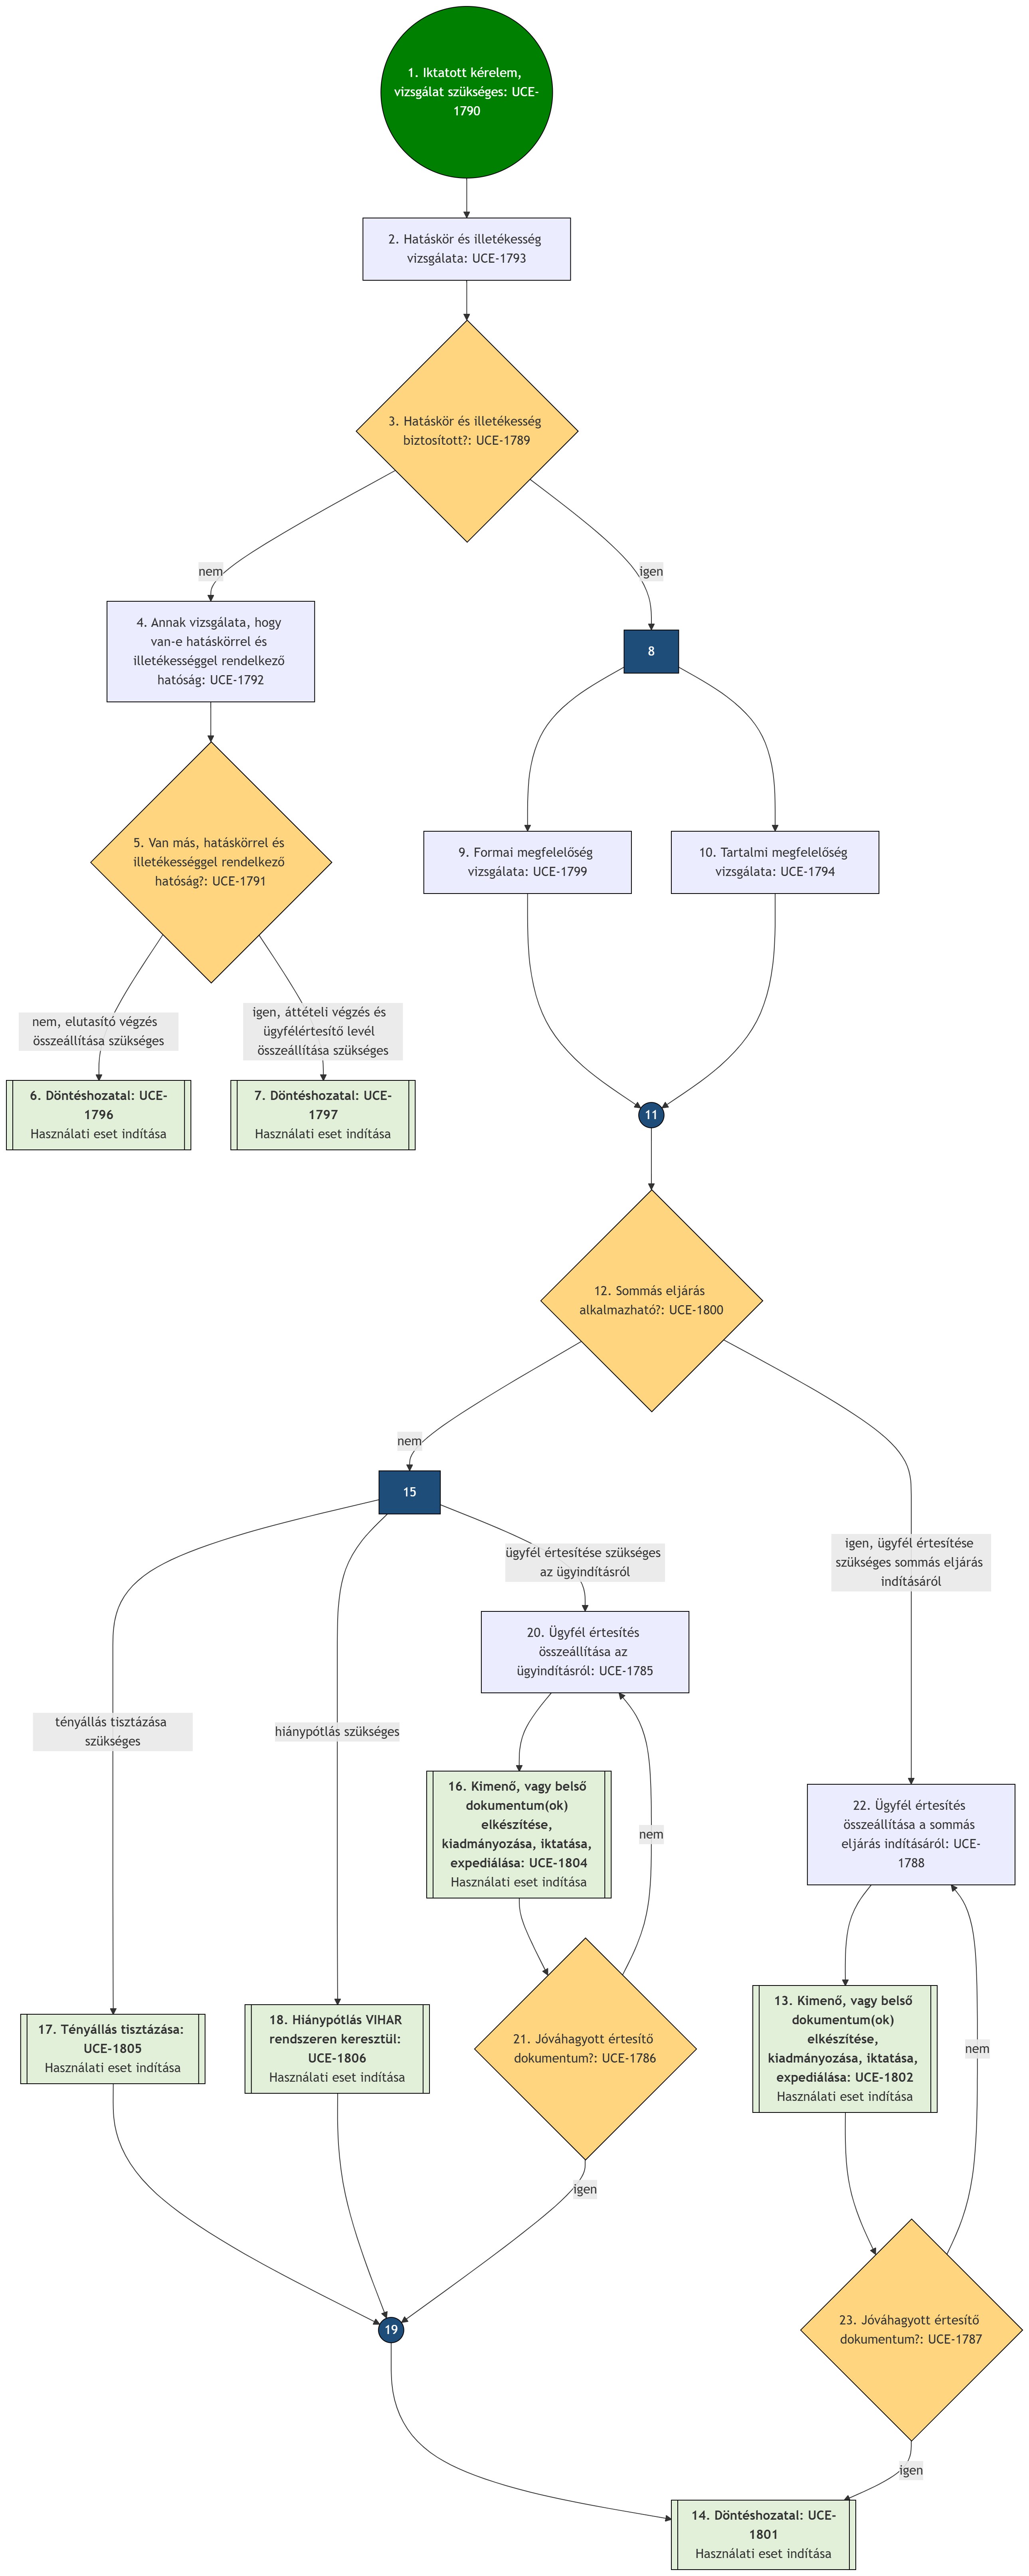 1. Iktatott kérelem,
vizsgálat szükséges: UCE-
1790
2. Hatáskör és illetékesség
vizsgálata: UCE-1793
3. Hatáskör és illetékesség
biztosított?: UCE-1789
nem
igen
4. Annak vizsgálata, hogy
van-e hatáskörrel és
illetékességgel rendelkező
hatóság: UCE-1792
8
5. Van más, hatáskörrel és
illetékességgel rendelkező
hatóság?: UCE-1791
9. Formai megfelelőség
vizsgálata: UCE-1799
10. Tartalmi megfelelőség
vizsgálata: UCE-1794
nem, elutasító végzés
összeállítása szükséges
igen, áttételi végzés és
ügyfélértesítő levél
összeállítása szükséges
6. Döntéshozatal: UCE-
1796
Használati eset indítása
7. Döntéshozatal: UCE-
1797
Használati eset indítása
11
12. Sommás eljárás
alkalmazható?: UCE-1800
nem
15
igen, ügyfél értesítése
szükséges sommás eljárás
indításáról
ügyfél értesítése szükséges
az ügyindításról
20. Ügyfél értesítés
összeállítása az
ügyindításról: UCE-1785
tényállás tisztázása
szükséges
hiánypótlás szükséges
16. Kimenő, vagy belső
dokumentum(ok)
elkészítése,
kiadmányozása, iktatása,
expediálása: UCE-1804
Használati eset indítása
nem
22. Ügyfél értesítés
összeállítása a sommás
eljárás indításáról: UCE-
1788
17. Tényállás tisztázása:
UCE-1805
Használati eset indítása
18. Hiánypótlás VIHAR
rendszeren keresztül:
UCE-1806
Használati eset indítása
21. Jóváhagyott értesítő
dokumentum?: UCE-1786
13. Kimenő, vagy belső
dokumentum(ok)
elkészítése,
kiadmányozása, iktatása,
expediálása: UCE-1802
Használati eset indítása
nem
igen
19
23. Jóváhagyott értesítő
dokumentum?: UCE-1787
igen
14. Döntéshozatal: UCE-
1801
Használati eset indítása